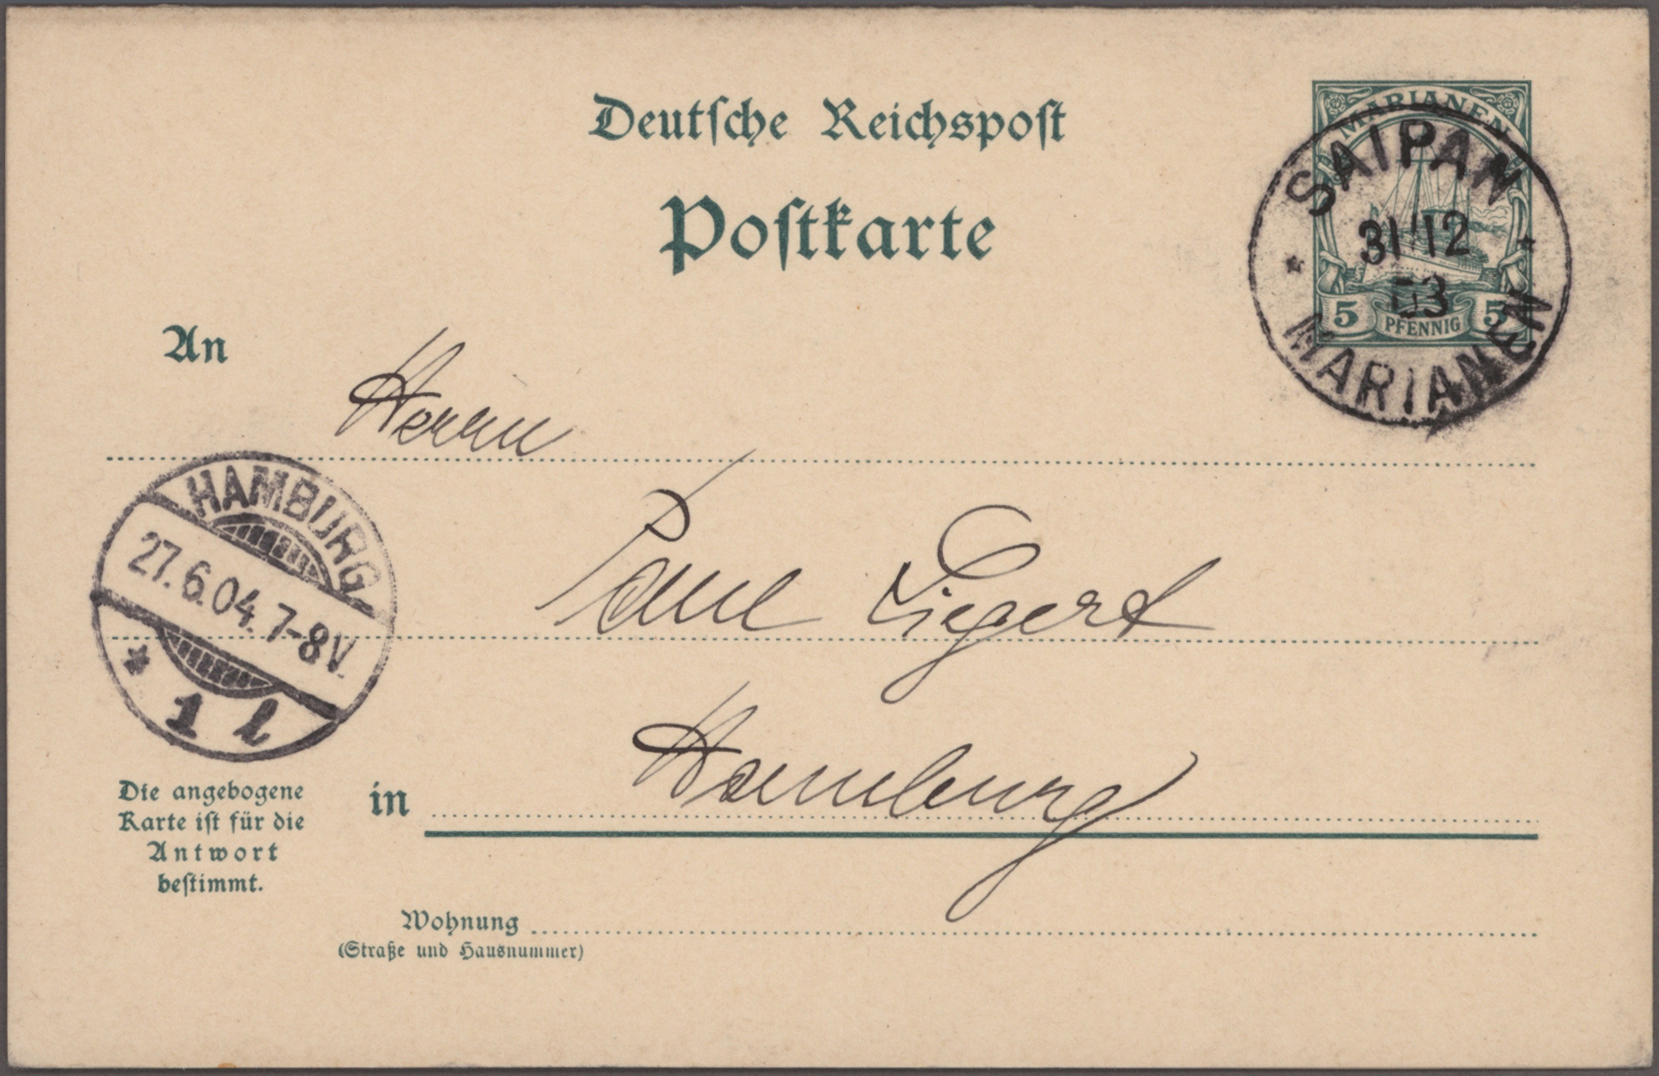 Deutsche Reichspost
Postkarte
MARIANEN
5 PFENNIG 5
SAIPAN
31/12
03
MARIANEN
An
Herrn
Paul Siegert
HAMBURG
27.6.04.7-8V.
* 1 l
in Hamburg
Die angebogene
Karte ist für die
Antwort
bestimmt.
Wohnung
(Straße und Hausnummer)